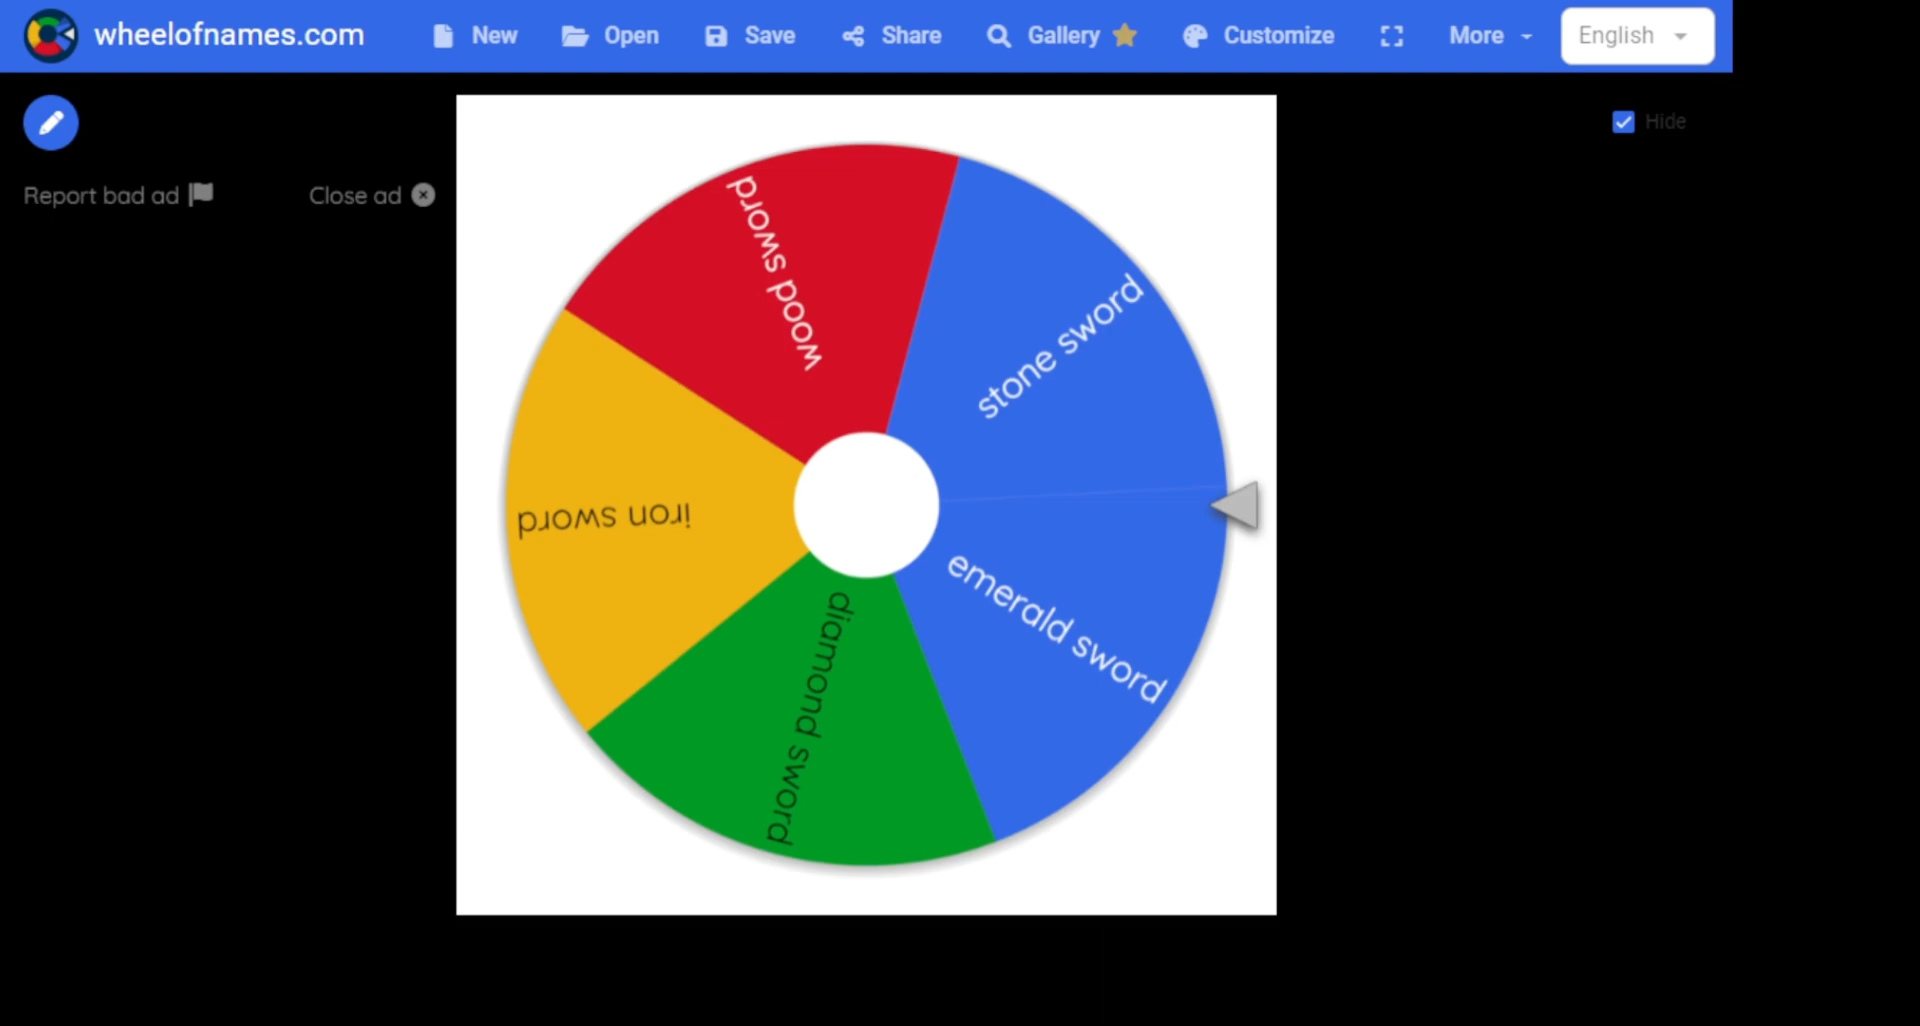 wheelofnames.com
New
Open
Save
Share
Gallery
Customize
More
English
Hide
Report bad ad
Close ad
wood sword
stone sword
iron sword
emerald sword
diamond sword